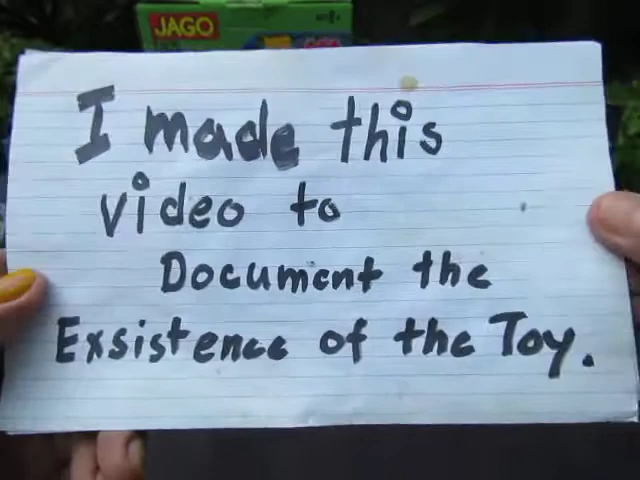 JAGO
I made this
video to
Document the
Exsistence of the Toy.